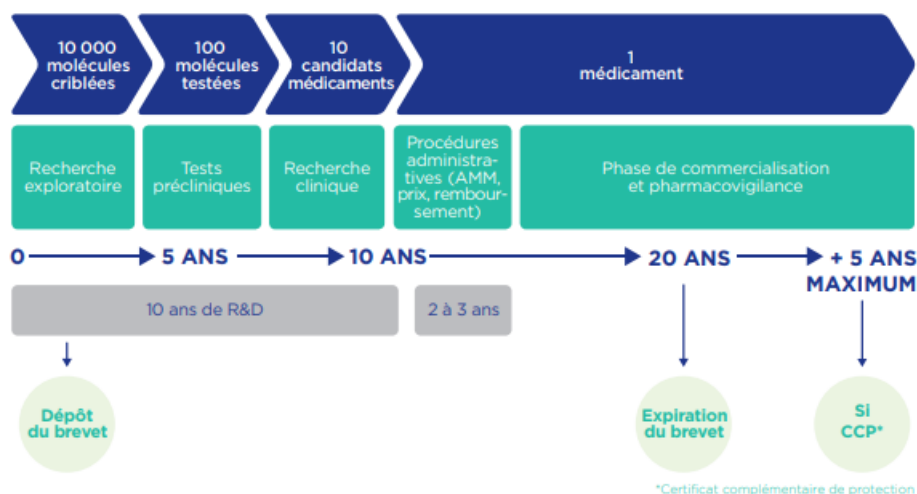 10 000
molécules
criblées
100
molécules
testées
10
candidats
médicaments
1
médicament
Recherche
exploratoire
Tests
précliniques
Recherche
clinique
Procédures
administra-
tives (AMM,
prix, rembour-
sement)
Phase de commercialisation
et pharmacovigilance
0
5 ANS
10 ANS
20 ANS
+ 5 ANS
MAXIMUM
10 ans de R&D
2 à 3 ans
Dépôt
du brevet
Expiration
du brevet
Si
CCP*
*Certificat complémentaire de protection